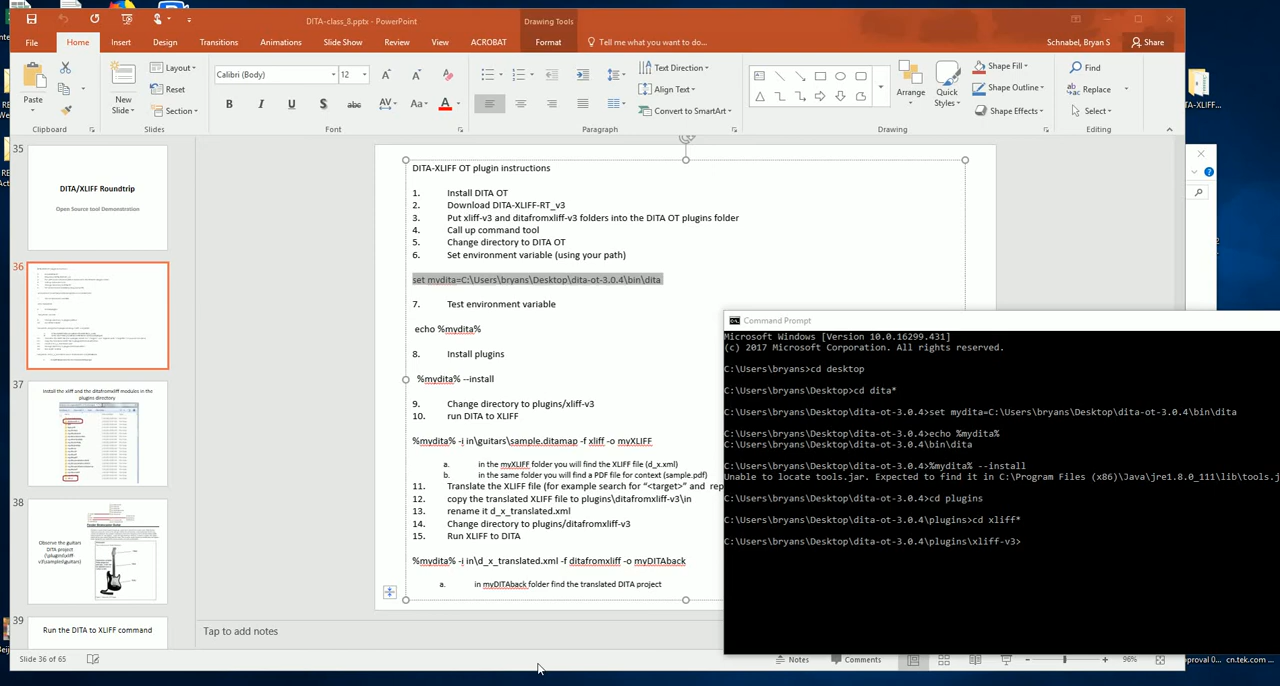 DITA-class_8.pptx - PowerPoint
Drawing Tools
File Home Insert Design Transitions Animations Slide Show Review View ACROBAT Format Tell me what you want to do... Schnabel, Bryan S Share
Paste
New Slide
Layout
Reset
Section
Calibri (Body) 12
Text Direction
Align Text
Convert to SmartArt
Arrange
Quick Styles
Shape Fill
Shape Outline
Shape Effects
Find
Replace
Select
Clipboard Slides Font Paragraph Drawing Editing
35
DITA/XLIFF Roundtrip
Open Source tool Demonstration
36
37
Install the xliff and the ditafromxliff modules in the
plugins directory
38
Observe the
guitars
DITA project
39
Run the DITA to XLIFF command
DITA-XLIFF OT plugin instructions
1. Install DITA OT
2. Download DITA-XLIFF-RT_v3
3. Put xliff-v3 and ditafromxliff-v3 folders into the DITA OT plugins folder
4. Call up command tool
5. Change directory to DITA OT
6. Set environment variable (using your path)
set mydita=C:\Users\bryans\Desktop\dita-ot-3.0.4\bin\dita
7. Test environment variable
echo %mydita%
8. Install plugins
%mydita% --install
9. Change directory to plugins/xliff-v3
10. run DITA to XLIFF
%mydita% -i in\guitars\sample.ditamap -f xliff -o myXLIFF
a. in the myXLIFF folder you will find the XLIFF file (d_x.xml)
b. in the same folder you will find a PDF file for context (sample.pdf)
11. Translate the XLIFF file (for example search for "<target>" and rep
12. copy the translated XLIFF file to plugins\ditafromxliff-v3\in
13. rename it d_x_translated.xml
14. Change directory to plugins/ditafromxliff-v3
15. Run XLIFF to DITA
%mydita% -i in\d_x_translated.xml -f ditafromxliff -o myDITAback
a. in myDITAback folder find the translated DITA project
Tap to add notes
Slide 36 of 65
Notes Comments 96%
Command Prompt
Microsoft Windows [Version 10.0.16299.431]
(c) 2017 Microsoft Corporation. All rights reserved.
C:\Users\bryans>cd desktop
C:\Users\bryans\Desktop>cd dita*
C:\Users\bryans\Desktop\dita-ot-3.0.4>set mydita=C:\Users\bryans\Desktop\dita-ot-3.0.4\bin\dita
C:\Users\bryans\Desktop\dita-ot-3.0.4>echo %mydita%
C:\Users\bryans\Desktop\dita-ot-3.0.4\bin\dita
C:\Users\bryans\Desktop\dita-ot-3.0.4>%mydita% --install
Unable to locate tools.jar. Expected to find it in C:\Program Files (x86)\Java\jre1.8.0_111\lib\tools.j
C:\Users\bryans\Desktop\dita-ot-3.0.4>cd plugins
C:\Users\bryans\Desktop\dita-ot-3.0.4\plugins>cd xliff*
C:\Users\bryans\Desktop\dita-ot-3.0.4\plugins\xliff-v3>
TA-XLIFF...
cn.tek.com ...